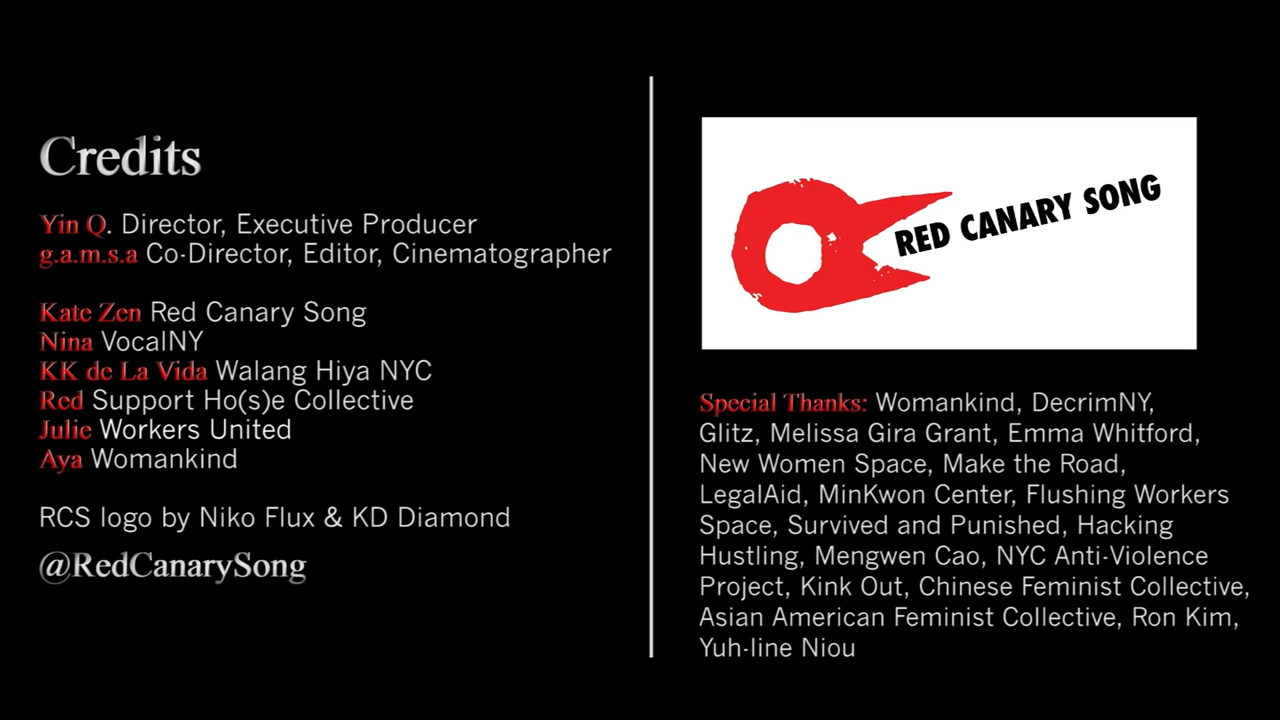 Credits
Yin Q. Director, Executive Producer
g.a.m.s.a Co-Director, Editor, Cinematographer
Kate Zen Red Canary Song
Nina VocalNY
KK de La Vida Walang Hiya NYC
Red Support Ho(s)e Collective
Julie Workers United
Aya Womankind
RCS logo by Niko Flux & KD Diamond
@RedCanarySong
RED CANARY SONG
Special Thanks: Womankind, DecrimNY,
Glitz, Melissa Gira Grant, Emma Whitford,
New Women Space, Make the Road,
LegalAid, MinKwon Center, Flushing Workers
Space, Survived and Punished, Hacking
Hustling, Mengwen Cao, NYC Anti-Violence
Project, Kink Out, Chinese Feminist Collective,
Asian American Feminist Collective, Ron Kim,
Yuh-line Niou